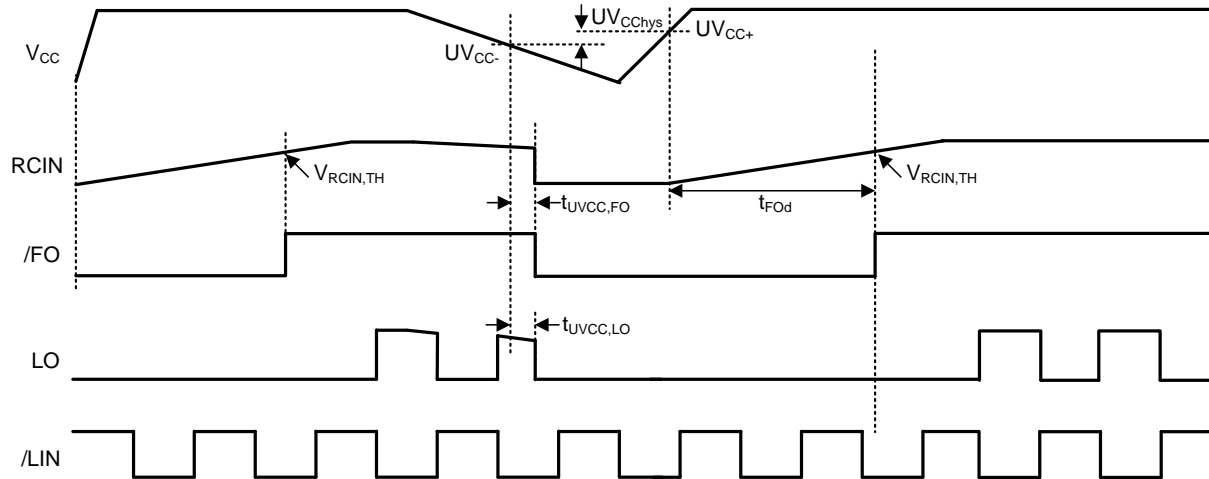 UVCChys
VCC
UVCC-
UVCC+
RCIN
VRCIN,TH
VRCIN,TH
tUVCC,FO
tFOd
/FO
tUVCC,LO
LO
/LIN